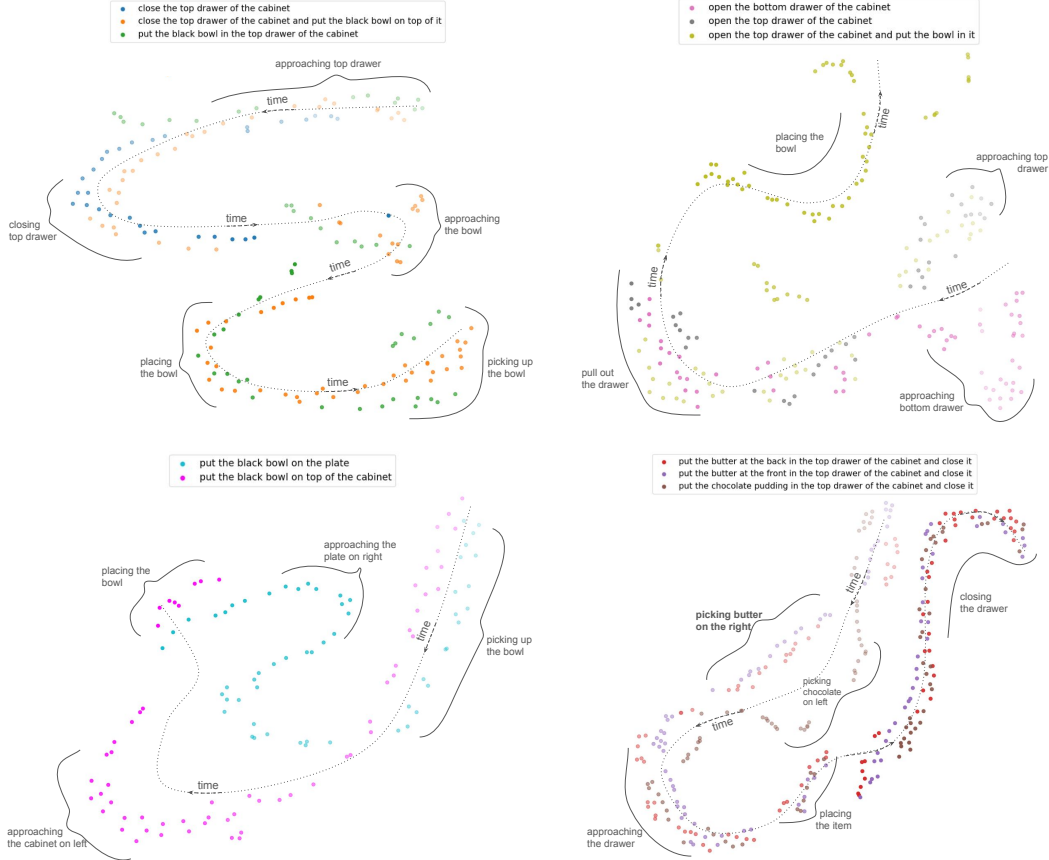 close the top drawer of the cabinet
close the top drawer of the cabinet and put the black bowl on top of it
put the black bowl in the top drawer of the cabinet
approaching top drawer
time
closing
top drawer
time
approaching
the bowl
time
placing
the bowl
time
picking up
the bowl
open the bottom drawer of the cabinet
open the top drawer of the cabinet
open the top drawer of the cabinet and put the bowl in it
time
placing the
bowl
approaching top
drawer
time
time
pull out
the drawer
approaching
bottom drawer
put the black bowl on the plate
put the black bowl on top of the cabinet
placing the
bowl
approaching the
plate on right
time
picking up
the bowl
time
approaching
the cabinet on left
put the butter at the back in the top drawer of the cabinet and close it
put the butter at the front in the top drawer of the cabinet and close it
put the chocolate pudding in the top drawer of the cabinet and close it
time
closing
the drawer
picking butter
on the right
picking
chocolate
on left
time
placing
the item
approaching
the drawer